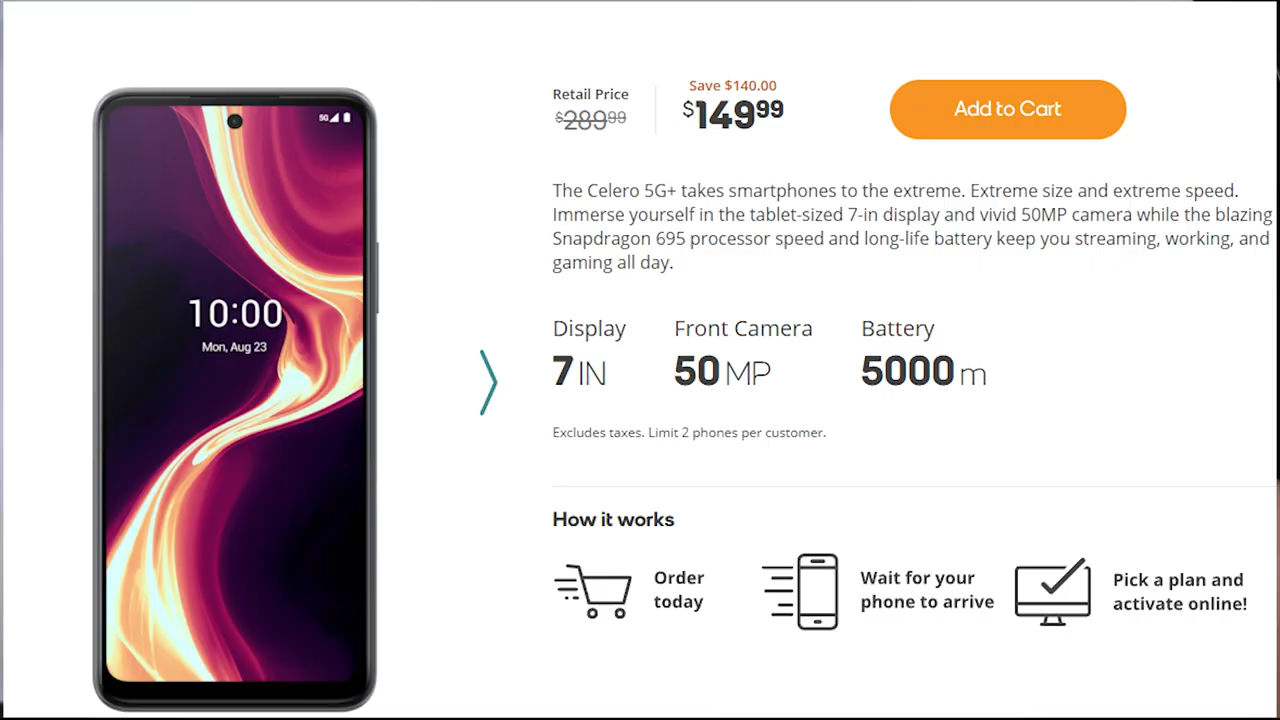 5G
10:00
Mon, Aug 23
Retail Price
$289.99
Save $140.00
$149.99
Add to Cart
The Celero 5G+ takes smartphones to the extreme. Extreme size and extreme speed.
Immerse yourself in the tablet-sized 7-in display and vivid 50MP camera while the blazing
Snapdragon 695 processor speed and long-life battery keep you streaming, working, and
gaming all day.
Display
Front Camera
Battery
7 IN
50 MP
5000 m
Excludes taxes. Limit 2 phones per customer.
How it works
Order
today
Wait for your
phone to arrive
Pick a plan and
activate online!